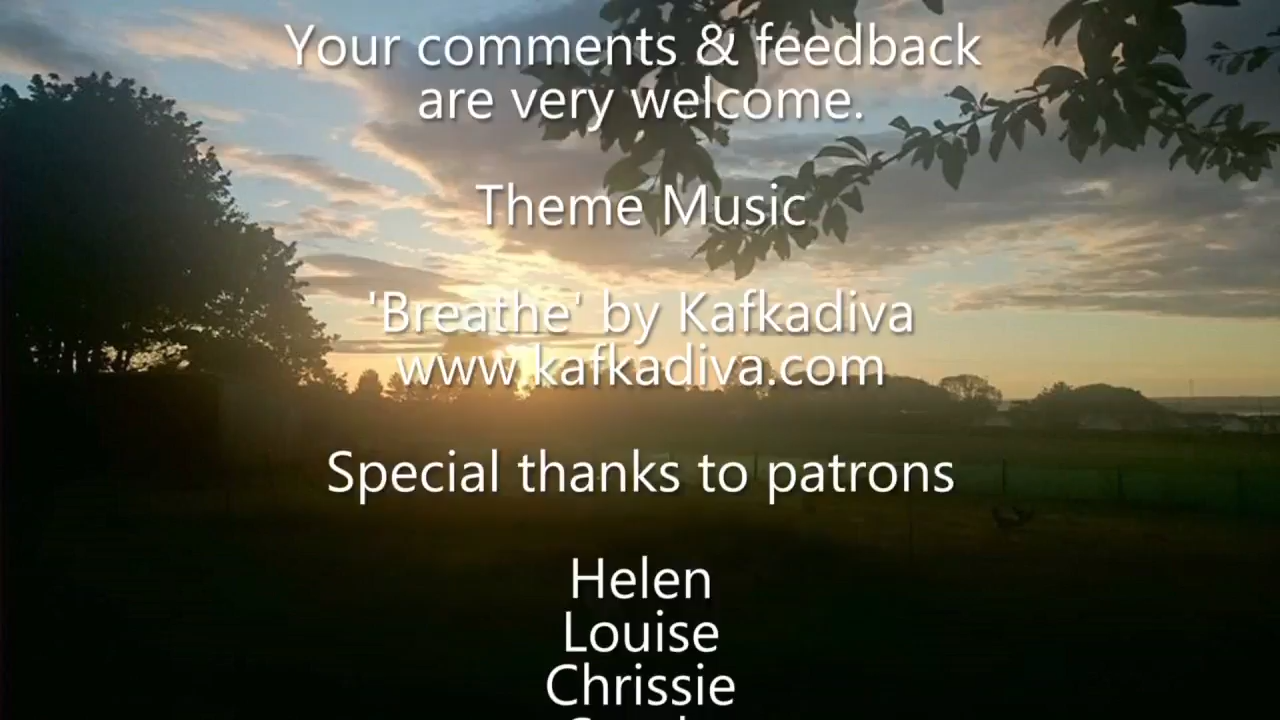 Your comments & feedback
are very welcome.
Theme Music
'Breathe' by Kafkadiva
www.kafkadiva.com
Special thanks to patrons
Helen
Louise
Chrissie